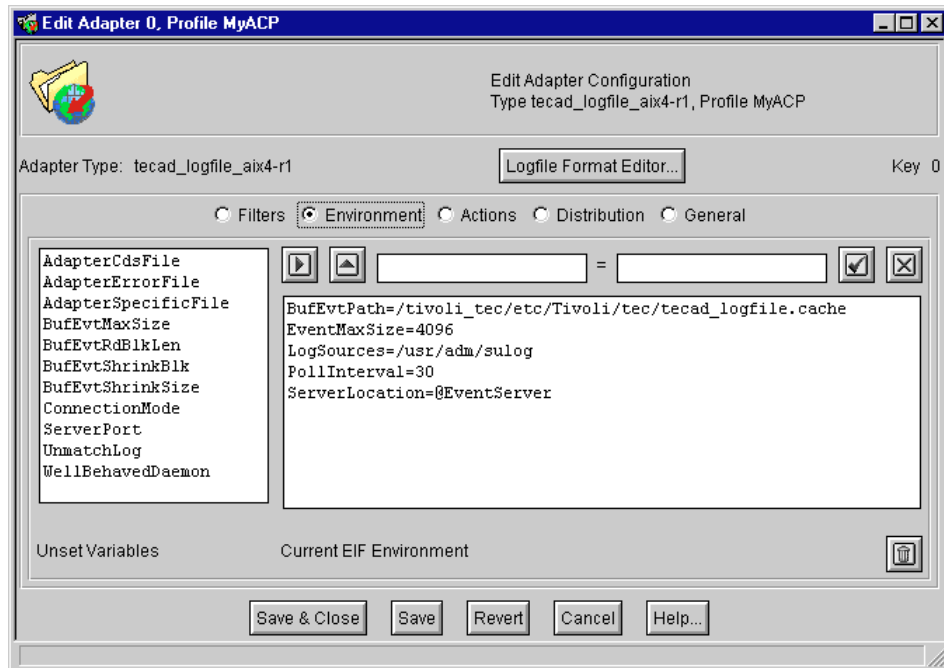 Edit Adapter 0, Profile MyACP
Edit Adapter Configuration
Type tecad_logfile_aix4-r1, Profile MyACP
Adapter Type: tecad_logfile_aix4-r1
Logfile Format Editor...
Key 0
Filters Environment Actions Distribution General
=
AdapterCdsFile
AdapterErrorFile
AdapterSpecificFile
BufEvtMaxSize
BufEvtRdBlkLen
BufEvtShrinkBlk
BufEvtShrinkSize
ConnectionMode
ServerPort
UnmatchLog
WellBehavedDaemon
BufEvtPath=/tivoli_tec/etc/Tivoli/tec/tecad_logfile.cache
EventMaxSize=4096
LogSources=/usr/adm/sulog
PollInterval=30
ServerLocation=@EventServer
Unset Variables
Current EIF Environment
Save & Close Save Revert Cancel Help...